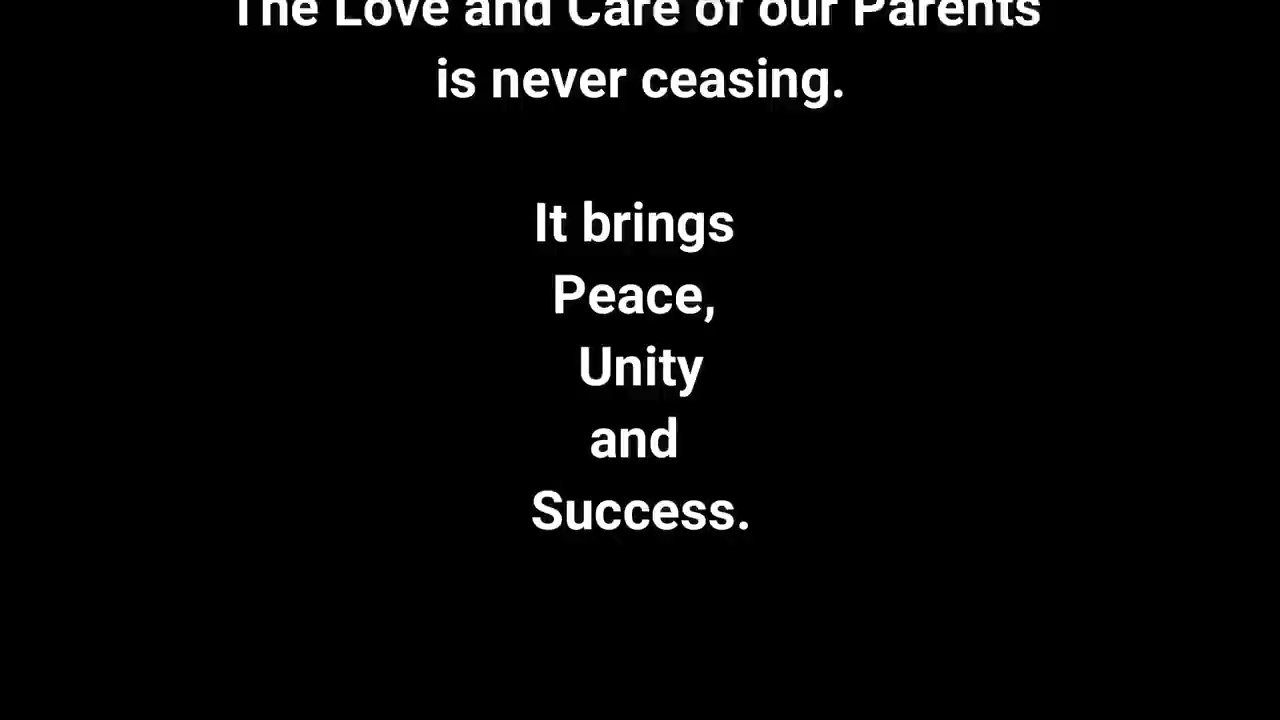 The Love and Care of our Parents
is never ceasing.
It brings
Peace,
Unity
and
Success.